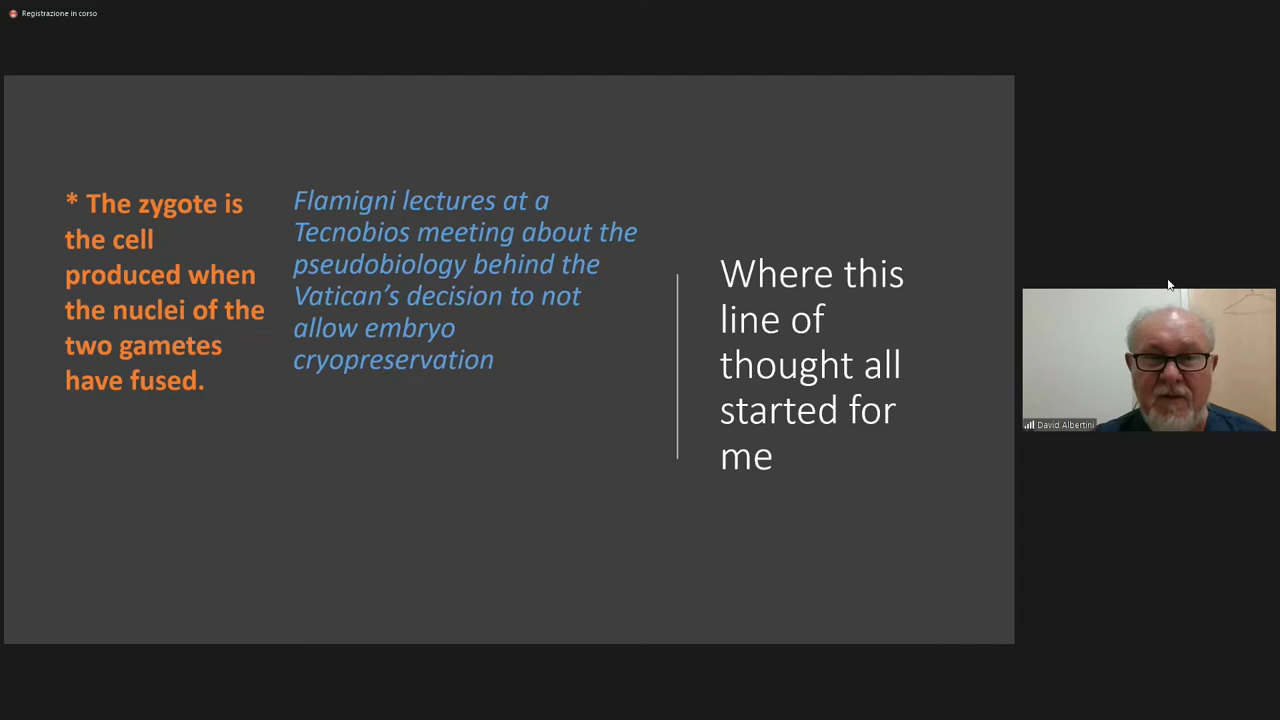 Registrazione in corso
* The zygote is
the cell
produced when
the nuclei of the
two gametes
have fused.
Flamigni lectures at a
Tecnobios meeting about the
pseudobiology behind the
Vatican’s decision to not
allow embryo
cryopreservation
Where this
line of
thought all
started for
me
David Albertini